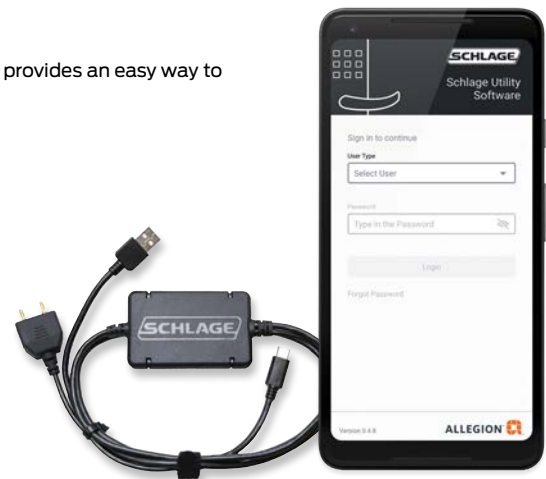 provides an easy way to
SCHLAGE
Schlage Utility
Software
Sign in to continue
User Type
Select User
Password
Type in the Password
Login
Forgot Password
Version 0.4.8
ALLEGION
SCHLAGE